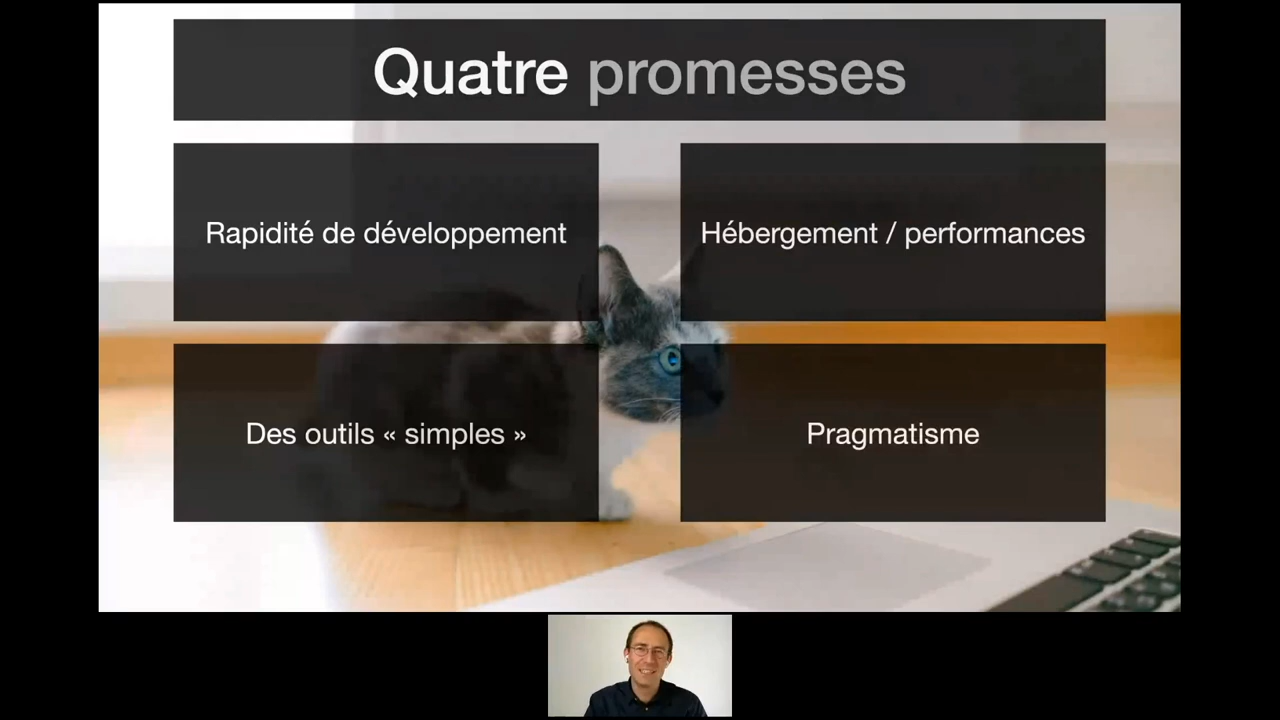 Quatre promesses
Rapidité de développement
Hébergement / performances
Des outils « simples »
Pragmatisme